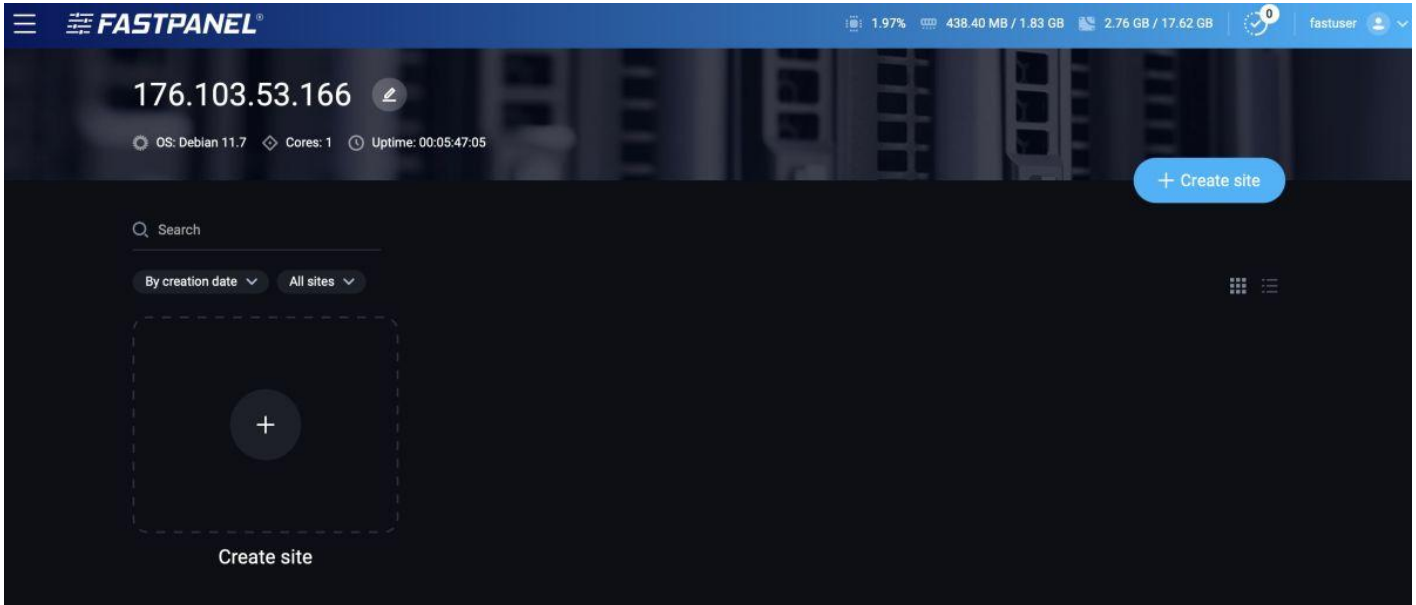 FASTPANEL® 1.97% 438.40 MB / 1.83 GB 2.76 GB / 17.62 GB 0 fastuser
176.103.53.166
OS: Debian 11.7 Cores: 1 Uptime: 00:05:47:05
+ Create site
Search
By creation date All sites
Create site